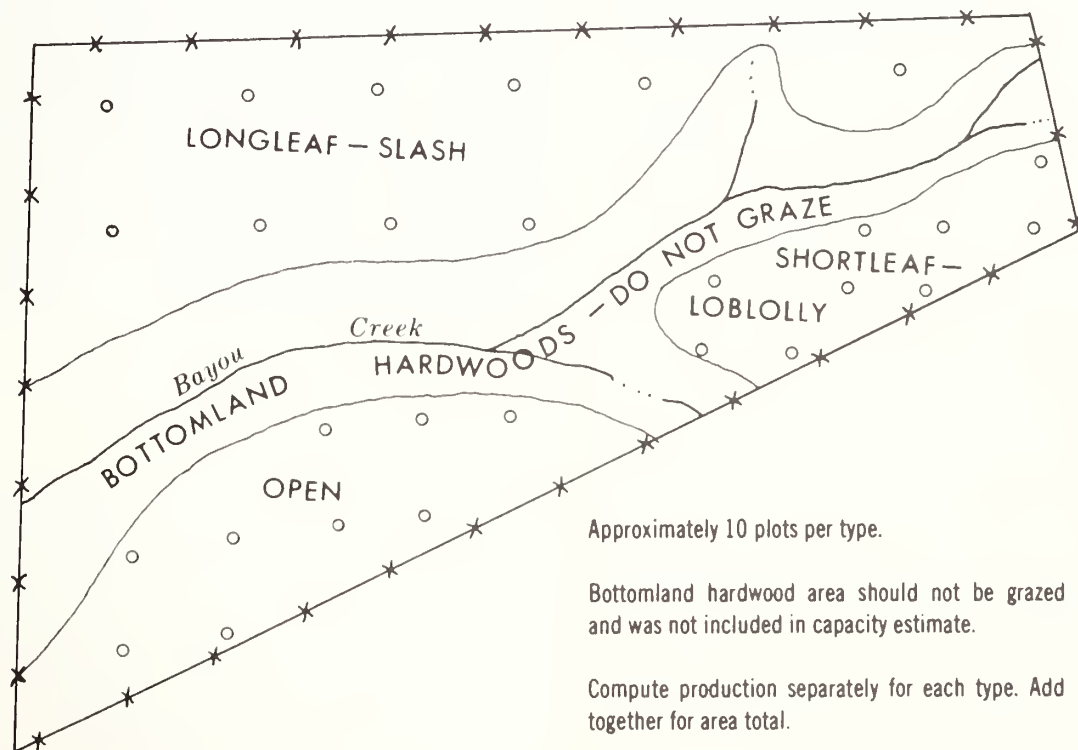 LONGLEAF – SLASH
BOTTOMLAND HARDWOODS – DO NOT GRAZE
SHORTLEAF –
LOBLOLLY
Bayou Creek
OPEN
Approximately 10 plots per type.
Bottomland hardwood area should not be grazed
and was not included in capacity estimate.
Compute production separately for each type. Add
together for area total.